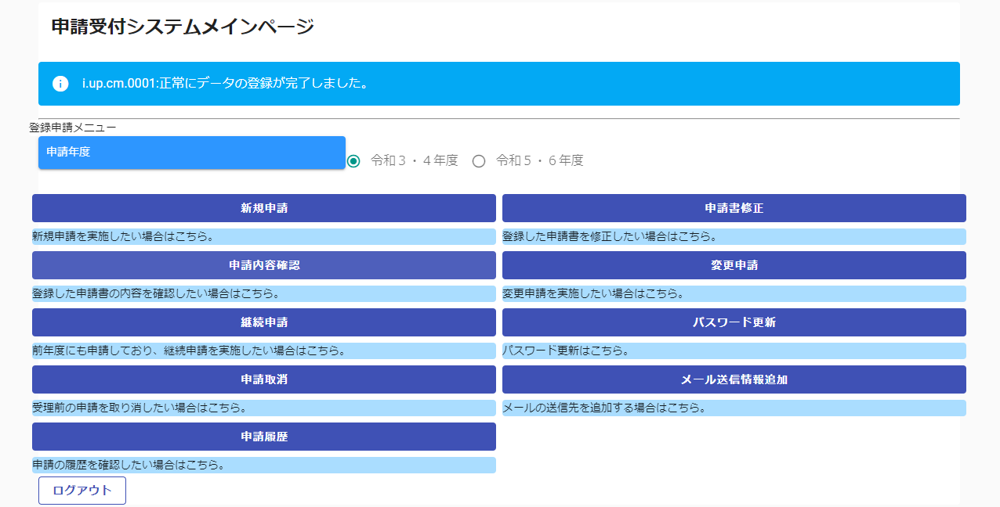 申請受付システムメインページ
i.up.cm.0001:正常にデータの登録が完了しました。
登録申請メニュー
申請年度
令和３・４年度
令和５・６年度
新規申請
申請書修正
新規申請を実施したい場合はこちら。
登録した申請書を修正したい場合はこちら。
申請内容確認
変更申請
登録した申請書の内容を確認したい場合はこちら。
変更申請を実施したい場合はこちら。
継続申請
パスワード更新
前年度にも申請しており、継続申請を実施したい場合はこちら。
パスワード更新はこちら。
申請取消
メール送信情報追加
受理前の申請を取り消したい場合はこちら。
メールの送信先を追加する場合はこちら。
申請履歴
申請の履歴を確認したい場合はこちら。
ログアウト